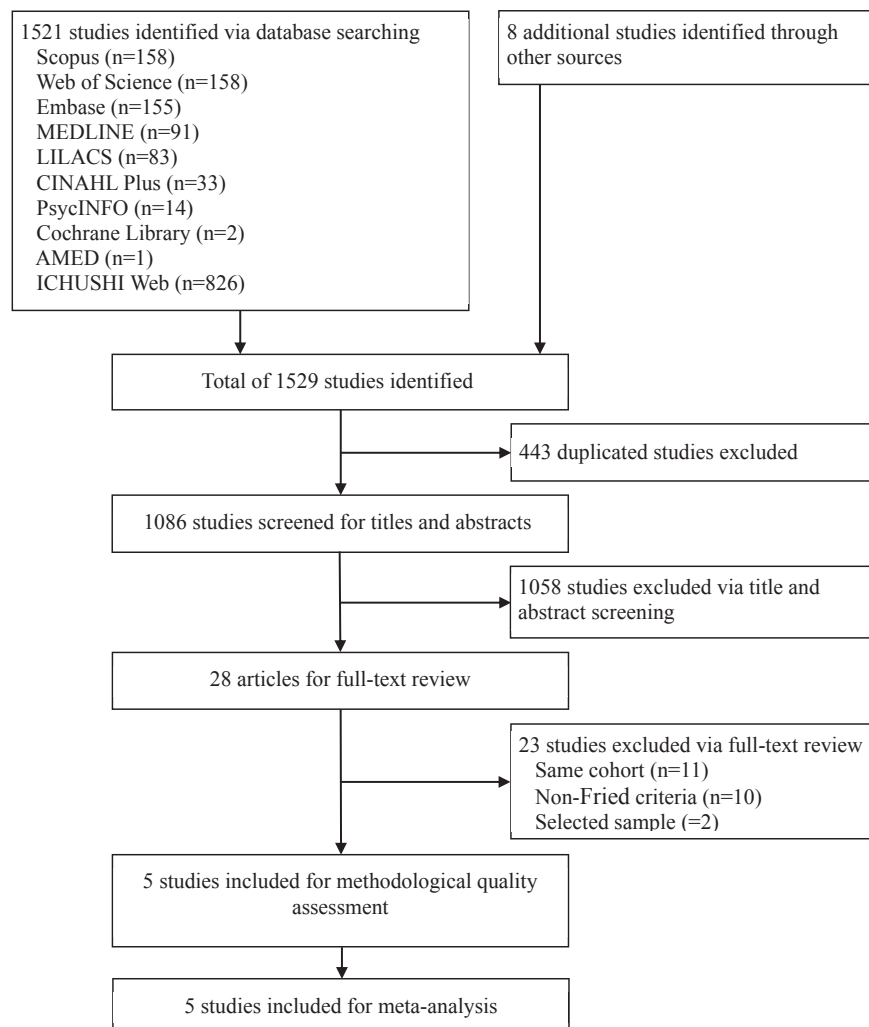 1521 studies identified via database searching
Scopus (n=158)
Web of Science (n=158)
Embase (n=155)
MEDLINE (n=91)
LILACS (n=83)
CINAHL Plus (n=33)
PsycINFO (n=14)
Cochrane Library (n=2)
AMED (n=1)
ICHUSHI Web (n=826)
8 additional studies identified through
other sources
Total of 1529 studies identified
443 duplicated studies excluded
1086 studies screened for titles and abstracts
1058 studies excluded via title and
abstract screening
28 articles for full-text review
23 studies excluded via full-text review
Same cohort (n=11)
Non-Fried criteria (n=10)
Selected sample (=2)
5 studies included for methodological quality
assessment
5 studies included for meta-analysis